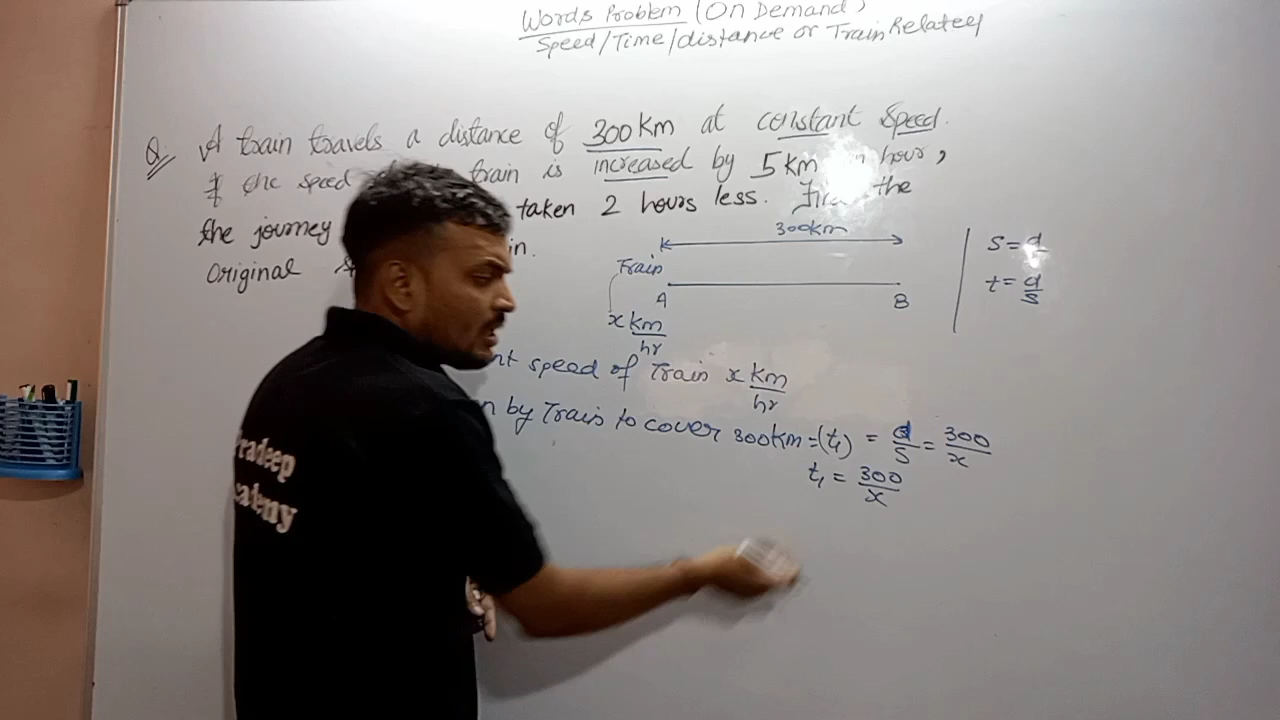 Words Problem (On Demand)
Speed/Time/distance or Train Related
Q. A train travels a distance of 300 km at constant Speed.
If the speed train is increased by 5 km hour,
the journey taken 2 hours less. the
Original in.
300km
Train
A B
x km/hr
S = d
t = d/s
speed of Train x km/hr
by Train to cover 300km = (t₁) = d/s = 300/x
t₁ = 300/x
radeep
ademy